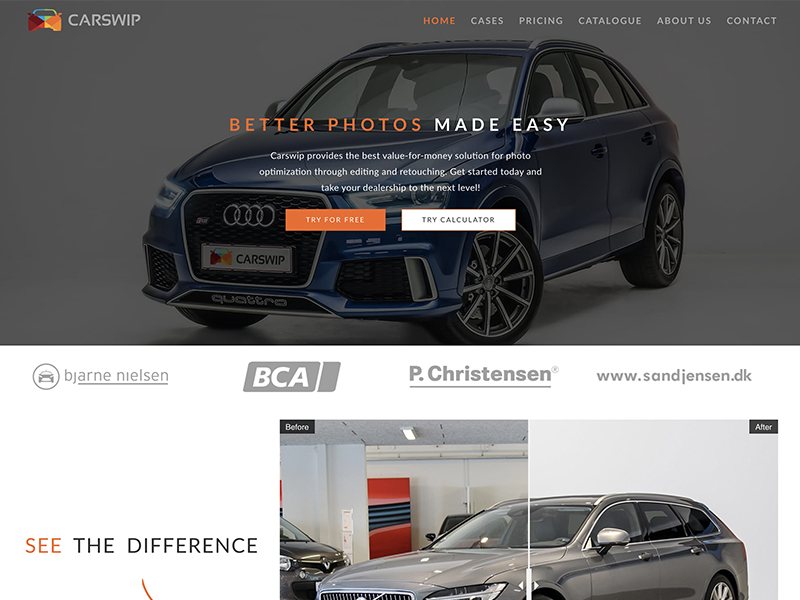 CARSWIP
HOME CASES PRICING CATALOGUE ABOUT US CONTACT
BETTER PHOTOS MADE EASY
Carswip provides the best value-for-money solution for photo
optimization through editing and retouching. Get started today and
take your dealership to the next level!
TRY FOR FREE TRY CALCULATOR
CARSWIP
quattro
bjarne nielsen
BCA
P. Christensen®
www.sandjensen.dk
Before After
SEE THE DIFFERENCE